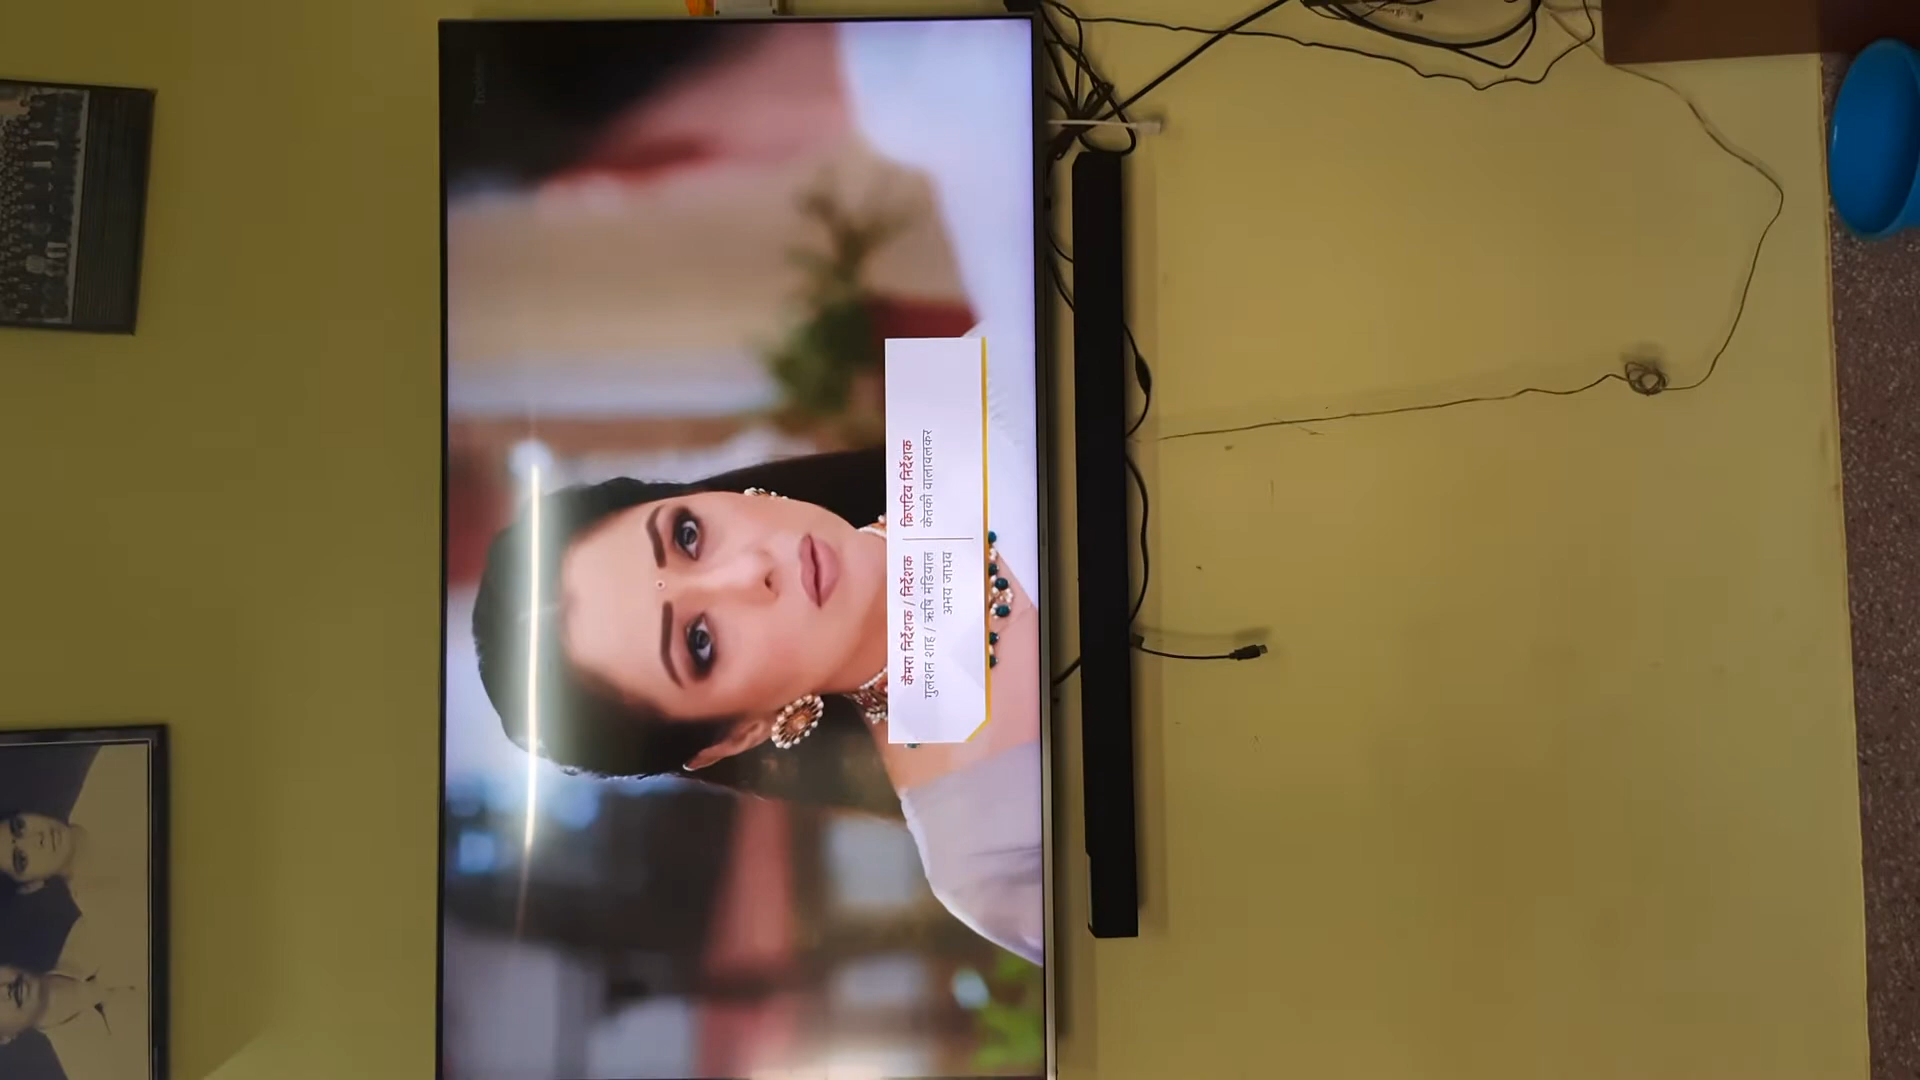 कैमरा निर्देशक / निर्देशक
गुलशन शाह / ऋषि मंडियाल
अभय जाधव
क्रिएटिव निर्देशक
केतकी वालावलकर